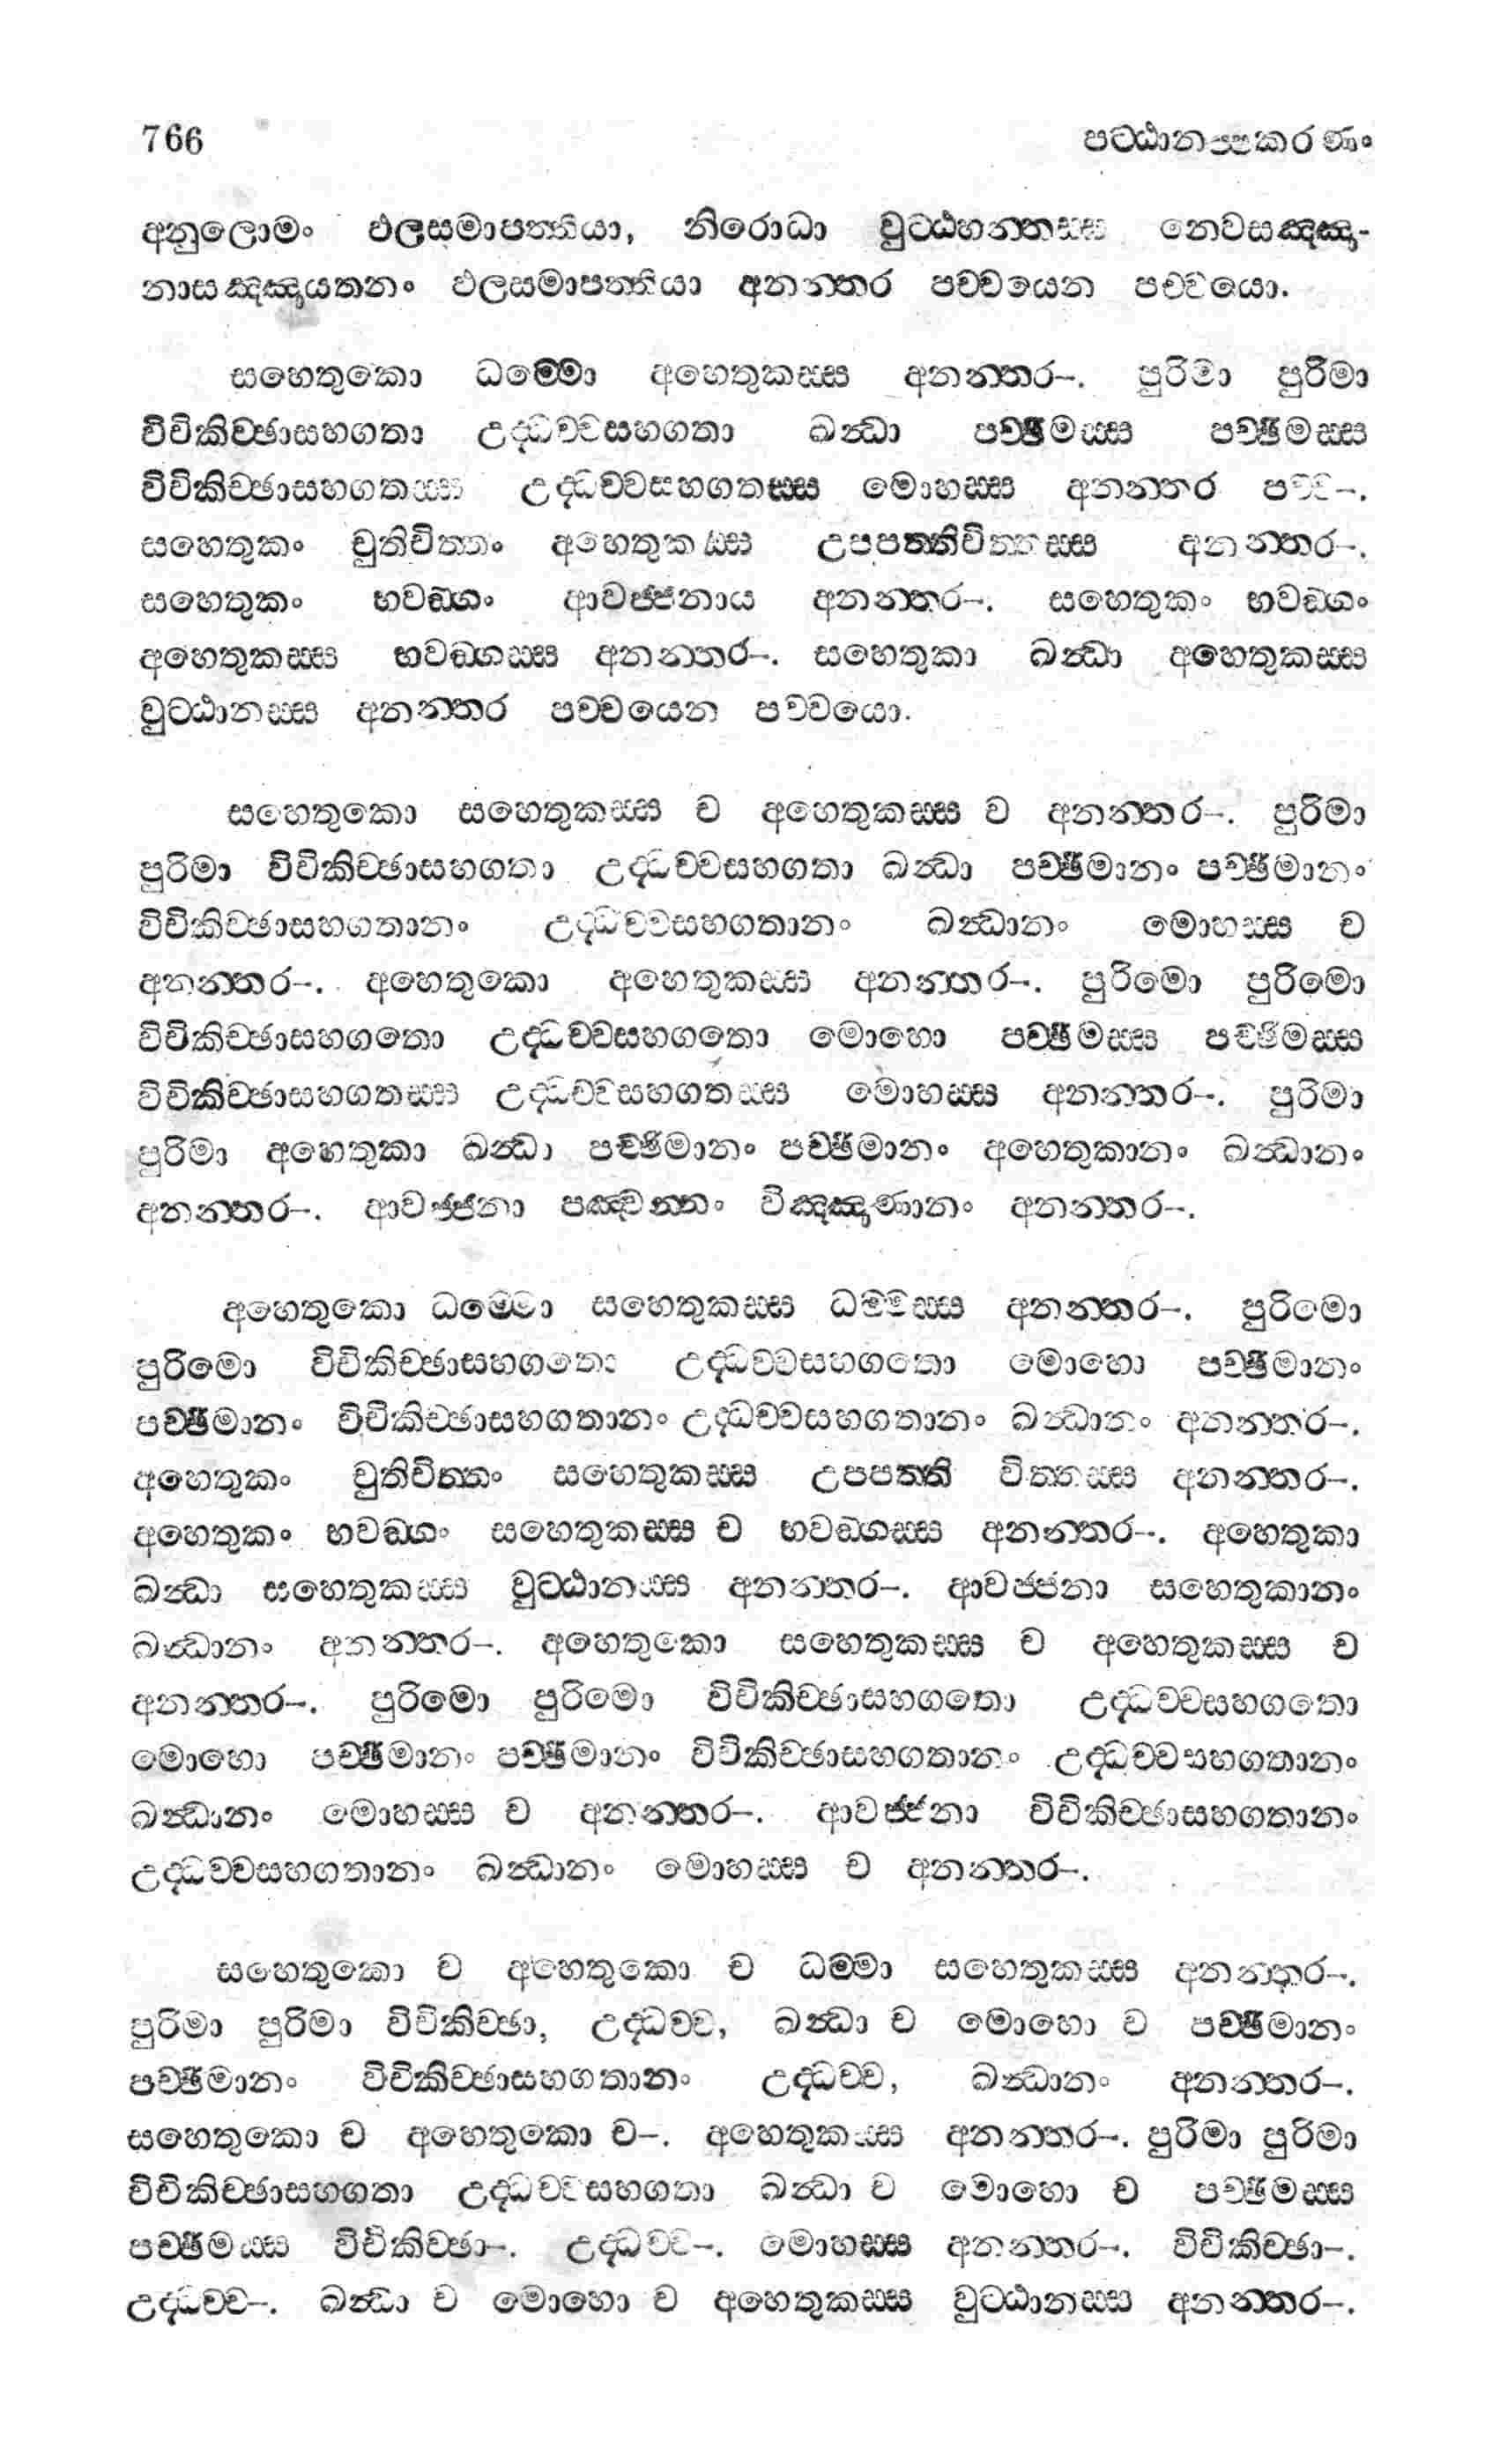 766 පට්ඨානප්පකරණං
අනුලොමං ඵලසමාපත්තියා, නිරොධා වුට්ඨහන්තස්ස නෙවසඤ්ඤා-
නාසඤ්ඤායතනං ඵලසමාපත්තියා අනන්තර පච්චයෙන පච්චයො.
සහෙතුකො ධම්මො අහෙතුකස්ස අනන්තර-. පුරිමා පුරිමා
විචිකිච්ඡාසහගතා උද්ධච්චසහගතා ඛන්ධා පච්ඡිමස්ස පච්ඡිමස්ස
විචිකිච්ඡාසහගතස්ස උද්ධච්චසහගතස්ස මොහස්ස අනන්තර පච්ච-.
සහෙතුකං චුතිචිත්තං අහෙතුකස්ස උපපත්තිචිත්තස්ස අනන්තර-.
සහෙතුකං භවඞ්ගං ආවජ්ජනාය අනන්තර-. සහෙතුකං භවඞ්ගං
අහෙතුකස්ස භවඞ්ගස්ස අනන්තර-. සහෙතුකා ඛන්ධා අහෙතුකස්ස
වුට්ඨානස්ස අනන්තර පච්චයෙන පච්චයො.
සහෙතුකො සහෙතුකස්ස ච අහෙතුකස්ස ච අනන්තර-. පුරිමා
පුරිමා විචිකිච්ඡාසහගතා උද්ධච්චසහගතා ඛන්ධා පච්ඡිමානං පච්ඡිමානං
විචිකිච්ඡාසහගතානං උද්ධච්චසහගතානං ඛන්ධානං මොහස්ස ච
අනන්තර-. අහෙතුකො අහෙතුකස්ස අනන්තර-. පුරිමො පුරිමො
විචිකිච්ඡාසහගතො උද්ධච්චසහගතො මොහො පච්ඡිමස්ස පච්ඡිමස්ස
විචිකිච්ඡාසහගතස්ස උද්ධච්චසහගතස්ස මොහස්ස අනන්තර-. පුරිමා
පුරිමා අහෙතුකා ඛන්ධා පච්ඡිමානං පච්ඡිමානං අහෙතුකානං ඛන්ධානං
අනන්තර-. ආවජ්ජනා පඤ්චන්නං විඤ්ඤාණානං අනන්තර-.
අහෙතුකො ධම්මො සහෙතුකස්ස ධම්මස්ස අනන්තර-. පුරිමො
පුරිමො විචිකිච්ඡාසහගතො උද්ධච්චසහගතො මොහො පච්ඡිමානං
පච්ඡිමානං විචිකිච්ඡාසහගතානං උද්ධච්චසහගතානං ඛන්ධානං අනන්තර-.
අහෙතුකං චුතිචිත්තං සහෙතුකස්ස උපපත්ති චිත්තස්ස අනන්තර-.
අහෙතුකං භවඞ්ගං සහෙතුකස්ස ච භවඞ්ගස්ස අනන්තර-. අහෙතුකා
ඛන්ධා සහෙතුකස්ස වුට්ඨානස්ස අනන්තර-. ආවජ්ජනා සහෙතුකානං
ඛන්ධානං අනන්තර-. අහෙතුකො සහෙතුකස්ස ච අහෙතුකස්ස ච
අනන්තර-. පුරිමො පුරිමො විචිකිච්ඡාසහගතො උද්ධච්චසහගතො
මොහො පච්ඡිමානං පච්ඡිමානං විචිකිච්ඡාසහගතානං උද්ධච්චසහගතානං
ඛන්ධානං මොහස්ස ච අනන්තර-. ආවජ්ජනා විචිකිච්ඡාසහගතානං
උද්ධච්චසහගතානං ඛන්ධානං මොහස්ස ච අනන්තර-.
සහෙතුකො ච අහෙතුකො ච ධම්මා සහෙතුකස්ස අනන්තර-.
පුරිමා පුරිමා විචිකිච්ඡා, උද්ධච්ච, ඛන්ධා ච මොහො ච පච්ඡිමානං
පච්ඡිමානං විචිකිච්ඡාසහගතානං උද්ධච්ච, ඛන්ධානං අනන්තර-.
සහෙතුකො ච අහෙතුකො ච-. අහෙතුකස්ස අනන්තර-. පුරිමා පුරිමා
විචිකිච්ඡාසහගතා උද්ධච්චසහගතා ඛන්ධා ච මොහො ච පච්ඡිමස්ස
පච්ඡිමස්ස විචිකිච්ඡා-. උද්ධච්ච-. මොහස්ස අනන්තර-. විචිකිච්ඡා-.
උද්ධච්ච-. ඛන්ධා ච මොහො ච අහෙතුකස්ස වුට්ඨානස්ස අනන්තර-.